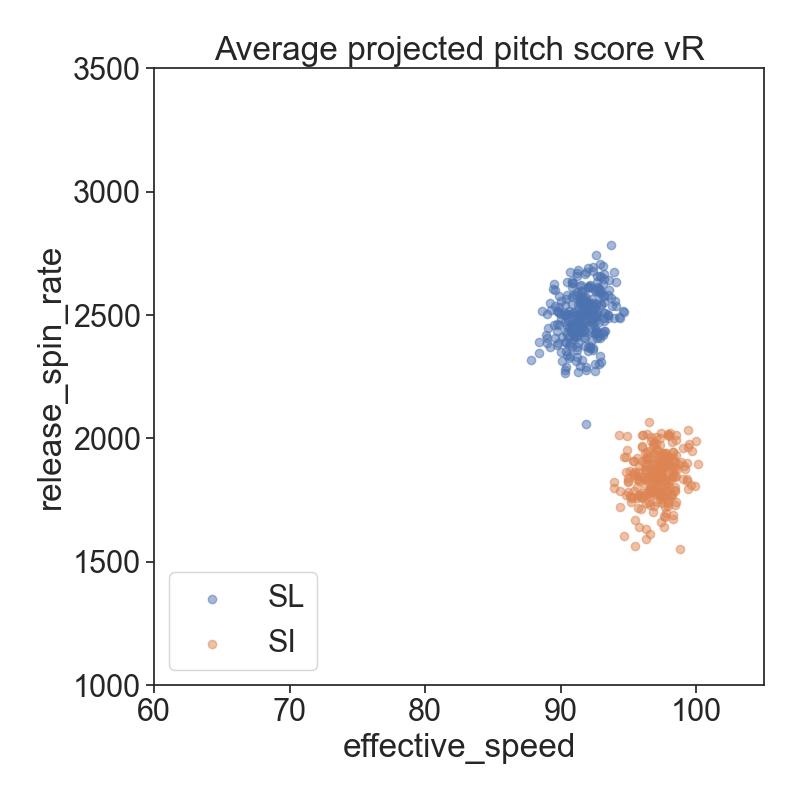 Average projected pitch score vR
release_spin_rate
3500
3000
2500
2000
1500
1000
SL
SI
60
70
80
90
100
effective_speed